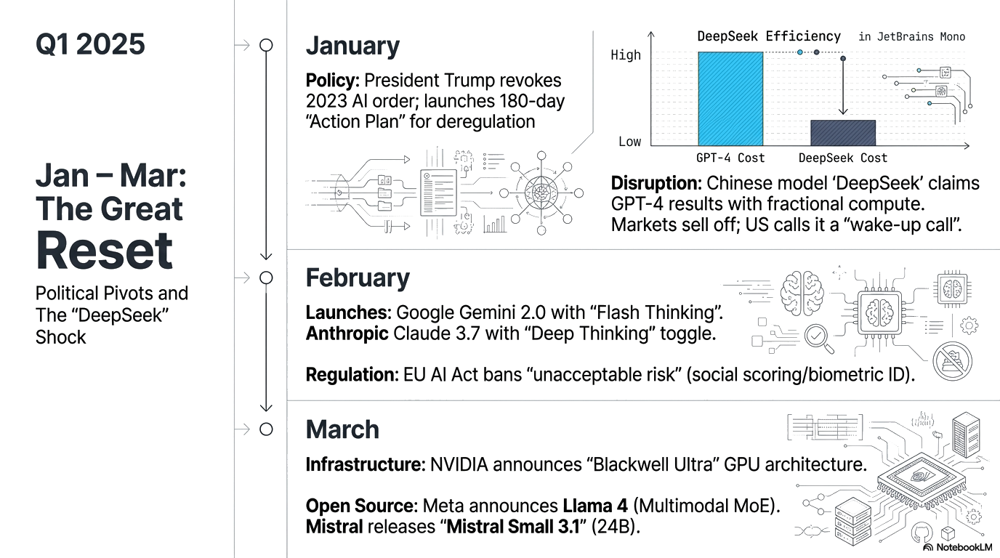 Q1 2025
Jan – Mar:
The Great
Reset
Political Pivots and
The “DeepSeek”
Shock
January
Policy: President Trump revokes
2023 AI order; launches 180-day
“Action Plan” for deregulation
DeepSeek Efficiency in JetBrains Mono
High
Low
GPT-4 Cost DeepSeek Cost
Disruption: Chinese model ‘DeepSeek’ claims
GPT-4 results with fractional compute.
Markets sell off; US calls it a “wake-up call”.
February
Launches: Google Gemini 2.0 with “Flash Thinking”.
Anthropic Claude 3.7 with “Deep Thinking” toggle.
Regulation: EU AI Act bans “unacceptable risk” (social scoring/biometric ID).
March
Infrastructure: NVIDIA announces “Blackwell Ultra” GPU architecture.
Open Source: Meta announces Llama 4 (Multimodal MoE).
Mistral releases “Mistral Small 3.1” (24B).
NotebookLM